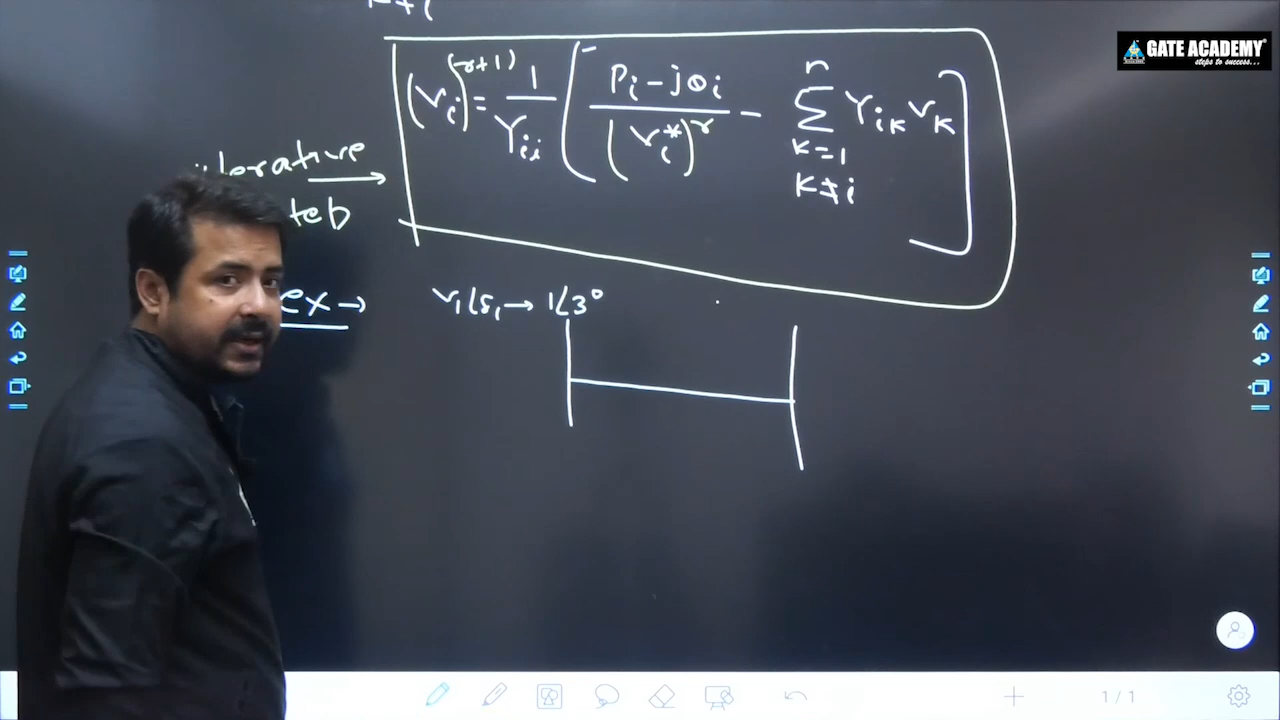 GATE ACADEMY
steps to success...
(Vi)^(r+1) = 1/Yii [ (Pi - jQi)/(Vi*)^r - Σ YiK VK ]
n
K=1
K≠i
iterative
ex →
V1∠δ1 → 1∠3°
1/1